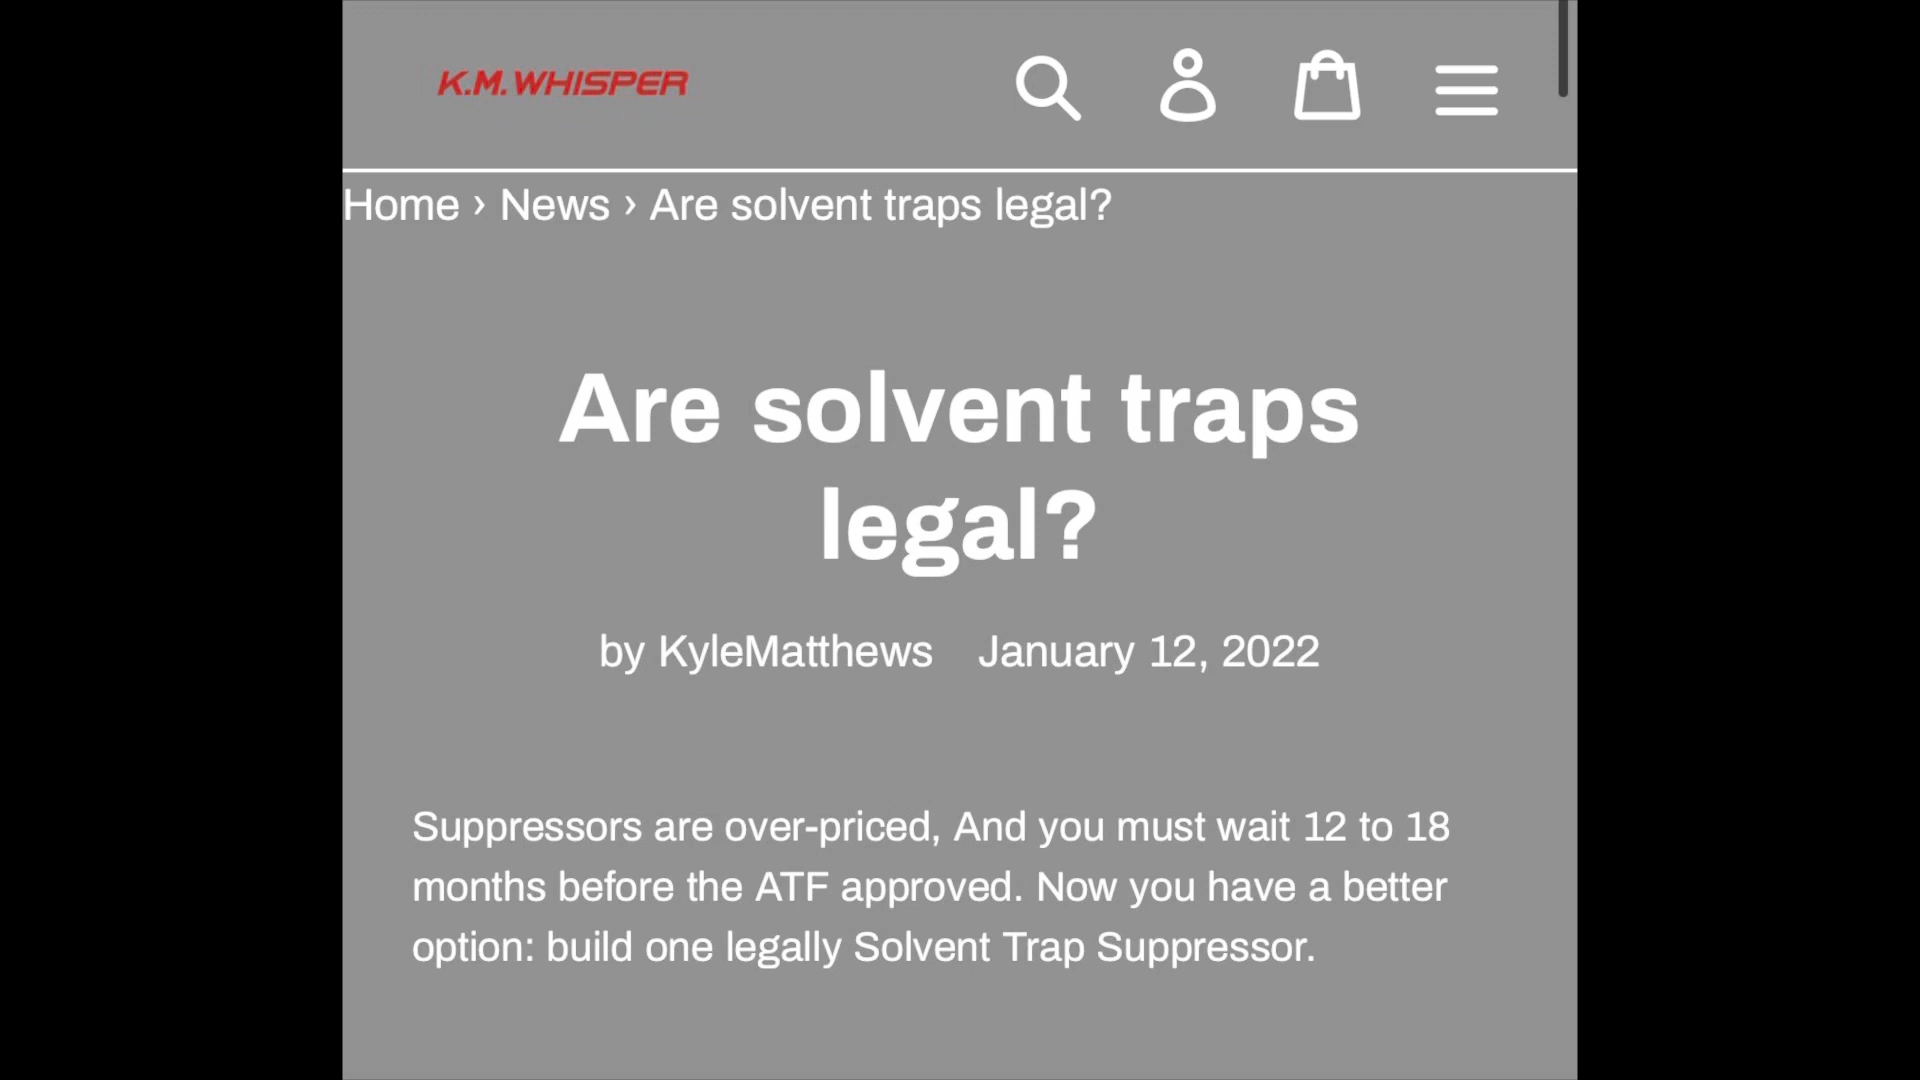 K.M.WHISPER
Home › News › Are solvent traps legal?
Are solvent traps
legal?
by KyleMatthews January 12, 2022
Suppressors are over-priced, And you must wait 12 to 18
months before the ATF approved. Now you have a better
option: build one legally Solvent Trap Suppressor.